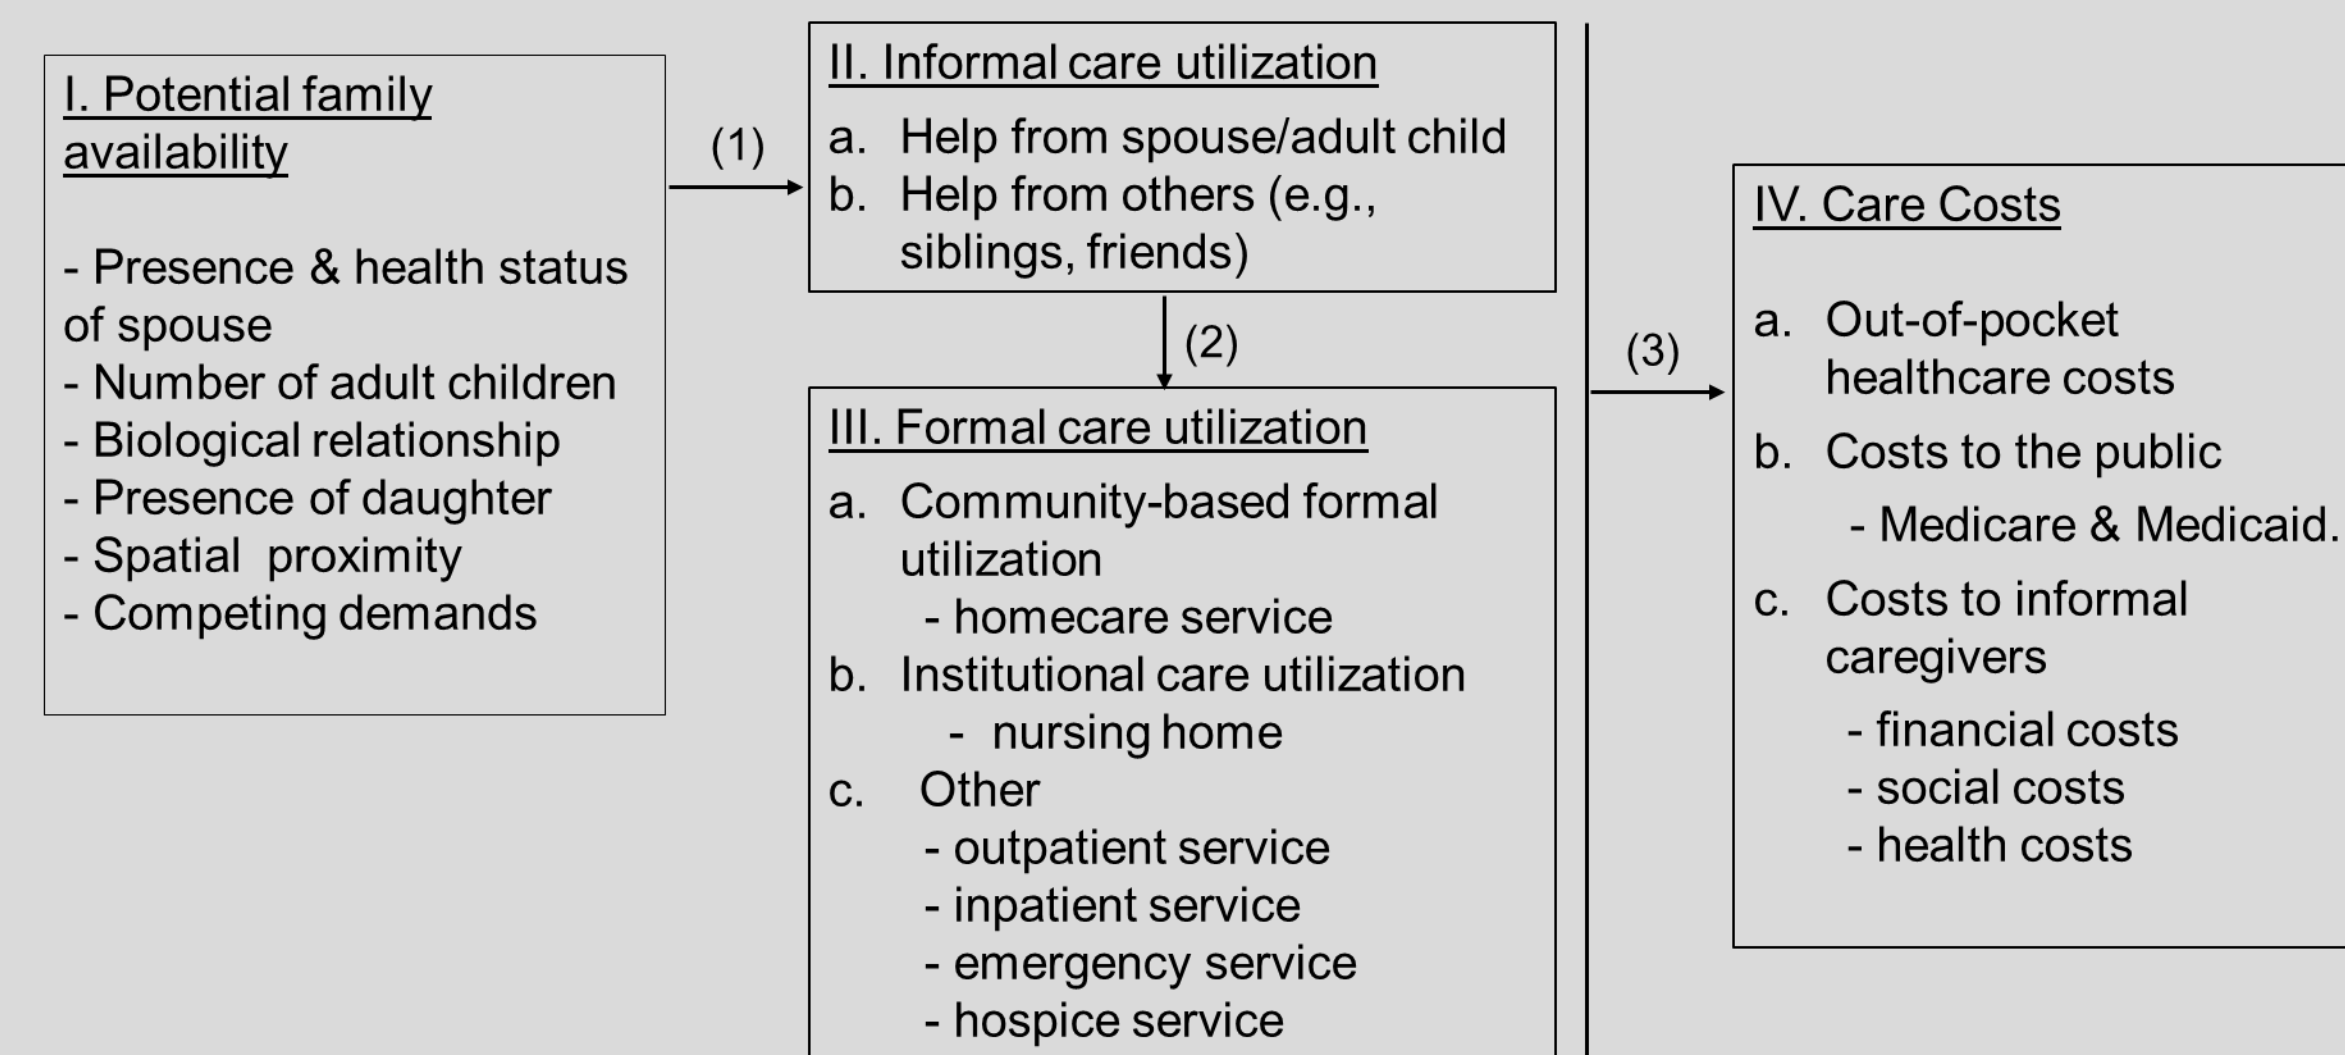 I. Potential family
availability
- Presence & health status
of spouse
- Number of adult children
- Biological relationship
- Presence of daughter
- Spatial  proximity
- Competing demands
(1)
II. Informal care utilization
a. Help from spouse/adult child
b. Help from others (e.g.,
siblings, friends)
(2)
III. Formal care utilization
a. Community-based formal
utilization
- homecare service
b. Institutional care utilization
- nursing home
c. Other
- outpatient service
- inpatient service
- emergency service
- hospice service
(3)
IV. Care Costs
a. Out-of-pocket
healthcare costs
b. Costs to the public
- Medicare & Medicaid.
c. Costs to informal
caregivers
- financial costs
- social costs
- health costs